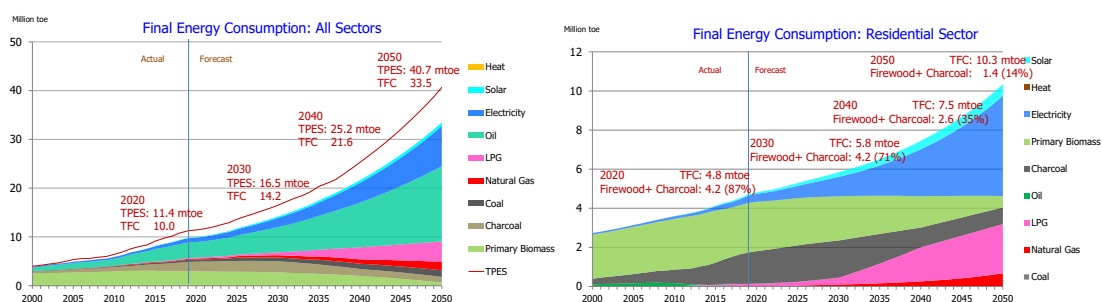 Million toe
Final Energy Consumption: All Sectors
50
40
30
20
10
0
2000
2005
2010
2015
2020
2025
2030
2035
2040
2045
2050
Actual
Forecast
2020
TPES: 11.4 mtoe
TFC 10.0
2030
TPES: 16.5 mtoe
TFC 14.2
2040
TPES: 25.2 mtoe
TFC 21.6
2050
TPES: 40.7 mtoe
TFC 33.5
Heat
Solar
Electricity
Oil
LPG
Natural Gas
Coal
Charcoal
Primary Biomass
TPES
Million toe
Final Energy Consumption: Residential Sector
12
10
8
6
4
2
0
2000
2005
2010
2015
2020
2025
2030
2035
2040
2045
2050
Actual
Forecast
2020 TFC: 4.8 mtoe
Firewood+ Charcoal: 4.2 (87%)
2030 TFC: 5.8 mtoe
Firewood+ Charcoal: 4.2 (71%)
2040 TFC: 7.5 mtoe
Firewood+ Charcoal: 2.6 (35%)
2050 TFC: 10.3 mtoe
Firewood+ Charcoal: 1.4 (14%)
Solar
Heat
Electricity
Primary Biomass
Charcoal
Oil
LPG
Natural Gas
Coal